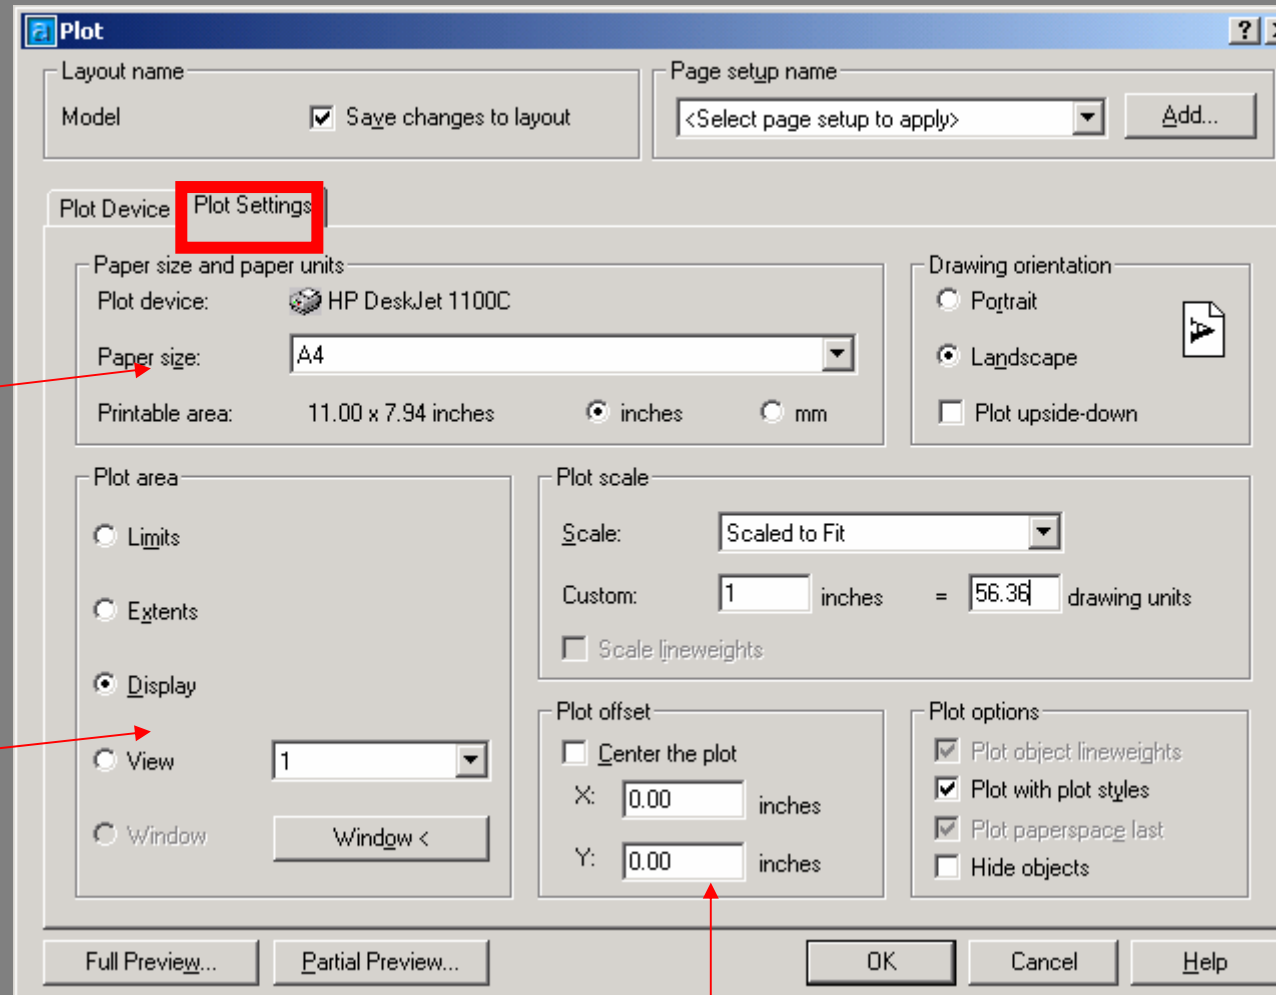 Plot
Layout name
Model
Save changes to layout
Page setup name
<Select page setup to apply>
Add...
Plot Device
Plot Settings
Paper size and paper units
Plot device:
HP DeskJet 1100C
Paper size:
A4
Printable area:
11.00 x 7.94 inches
inches
mm
Drawing orientation
Portrait
Landscape
Plot upside-down
A
Plot area
Limits
Extents
Display
View
1
Window
Window <
Plot scale
Scale:
Scaled to Fit
Custom:
1
inches
=
56.36
drawing units
Scale lineweights
Plot offset
Center the plot
X:
0.00
inches
Y:
0.00
inches
Plot options
Plot object lineweights
Plot with plot styles
Plot paperspace last
Hide objects
Full Preview...
Partial Preview...
OK
Cancel
Help